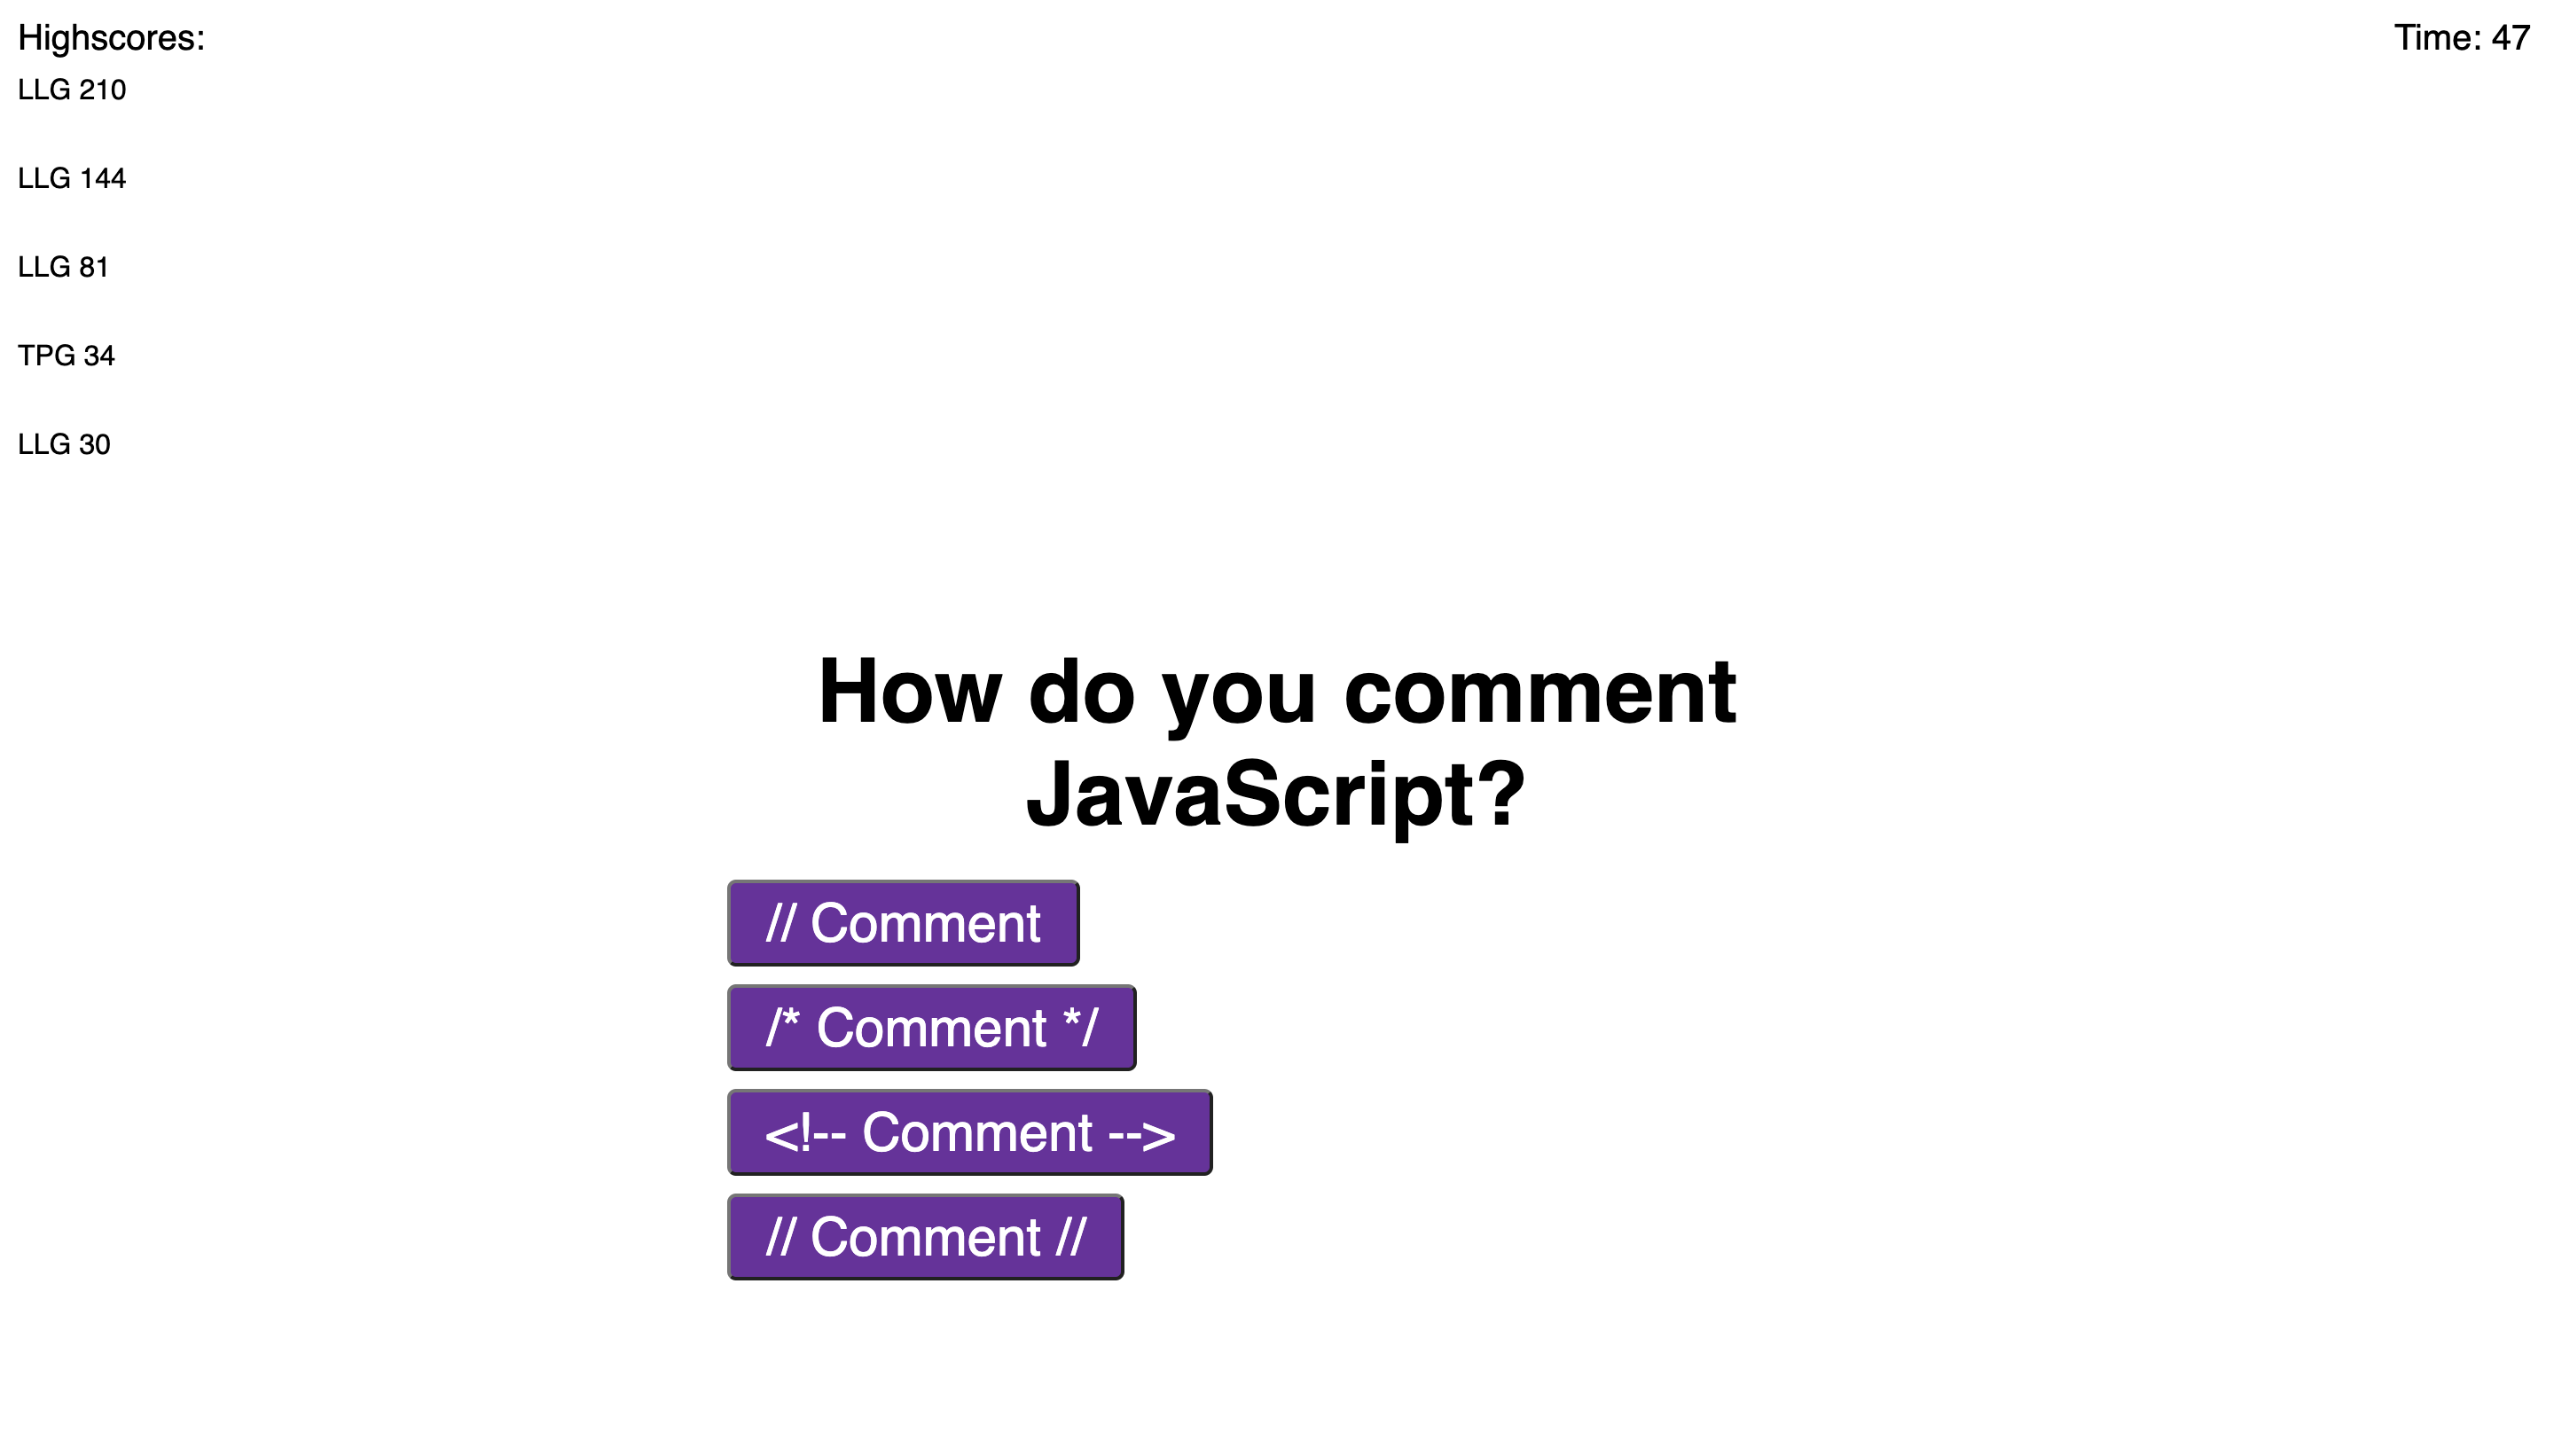 Highscores:
Time: 47
LLG 210
LLG 144
LLG 81
TPG 34
LLG 30
How do you comment
JavaScript?
// Comment
/* Comment */
<!-- Comment -->
// Comment //